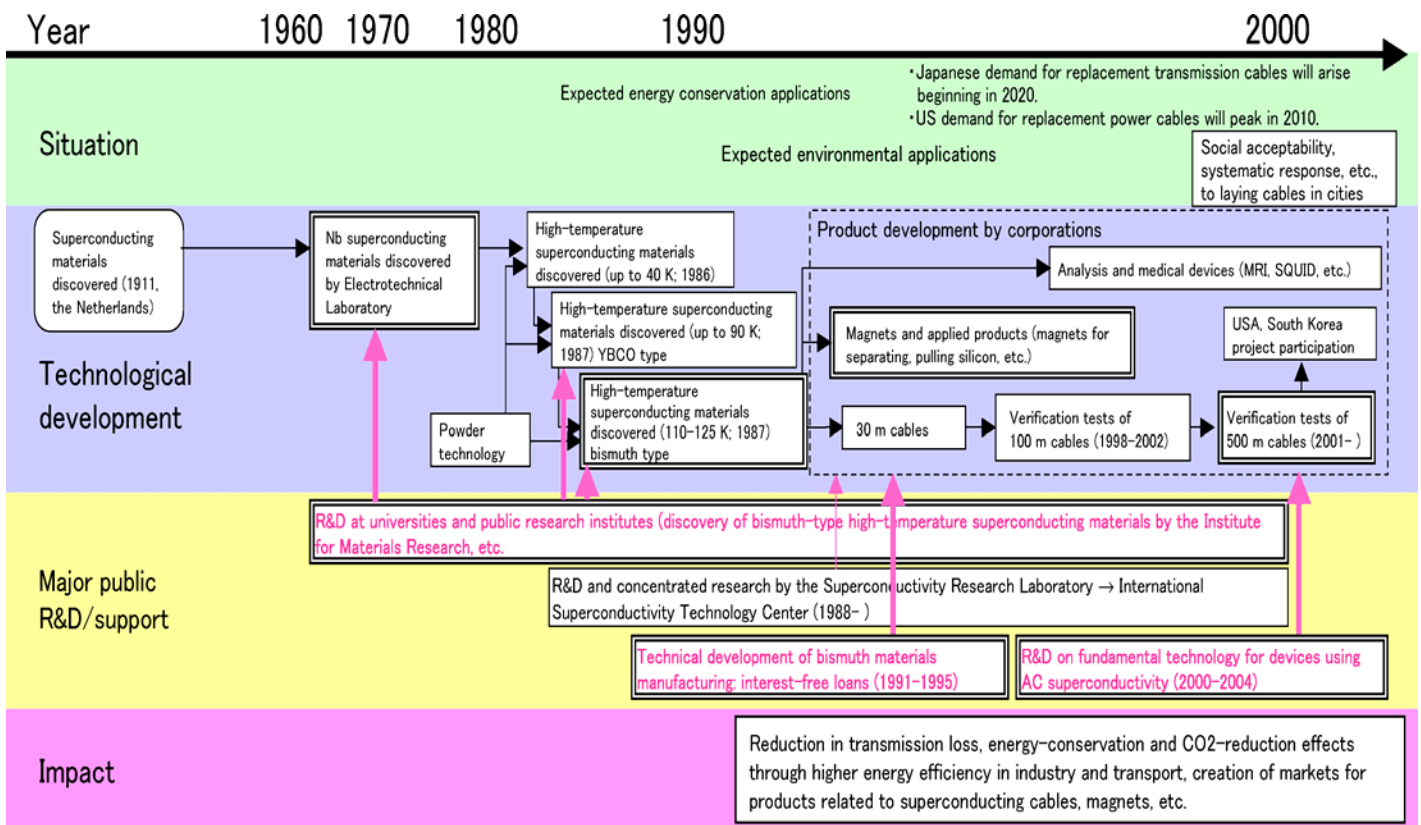 Year 1960 1970 1980 1990 2000
Situation
Expected energy conservation applications
・Japanese demand for replacement transmission cables will arise
beginning in 2020.
・US demand for replacement power cables will peak in 2010.
Expected environmental applications
Social acceptability,
systematic response, etc.,
to laying cables in cities
Technological
development
Superconducting
materials
discovered (1911,
the Netherlands)
Nb superconducting
materials discovered
by Electrotechnical
Laboratory
High-temperature
superconducting materials
discovered (up to 40 K; 1986)
High-temperature superconducting
materials discovered (up to 90 K;
1987) YBCO type
High-temperature
superconducting materials
discovered (110-125 K; 1987)
bismuth type
Powder
technology
Product development by corporations
Analysis and medical devices (MRI, SQUID, etc.)
Magnets and applied products (magnets for
separating, pulling silicon, etc.)
USA, South Korea
project participation
30 m cables
Verification tests of
100 m cables (1998-2002)
Verification tests of
500 m cables (2001- )
Major public
R&D/support
R&D at universities and public research institutes (discovery of bismuth-type high-temperature superconducting materials by the Institute
for Materials Research, etc.
R&D and concentrated research by the Superconductivity Research Laboratory → International
Superconductivity Technology Center (1988- )
Technical development of bismuth materials
manufacturing: interest-free loans (1991-1995)
R&D on fundamental technology for devices using
AC superconductivity (2000-2004)
Impact
Reduction in transmission loss, energy-conservation and CO2-reduction effects
through higher energy efficiency in industry and transport, creation of markets for
products related to superconducting cables, magnets, etc.